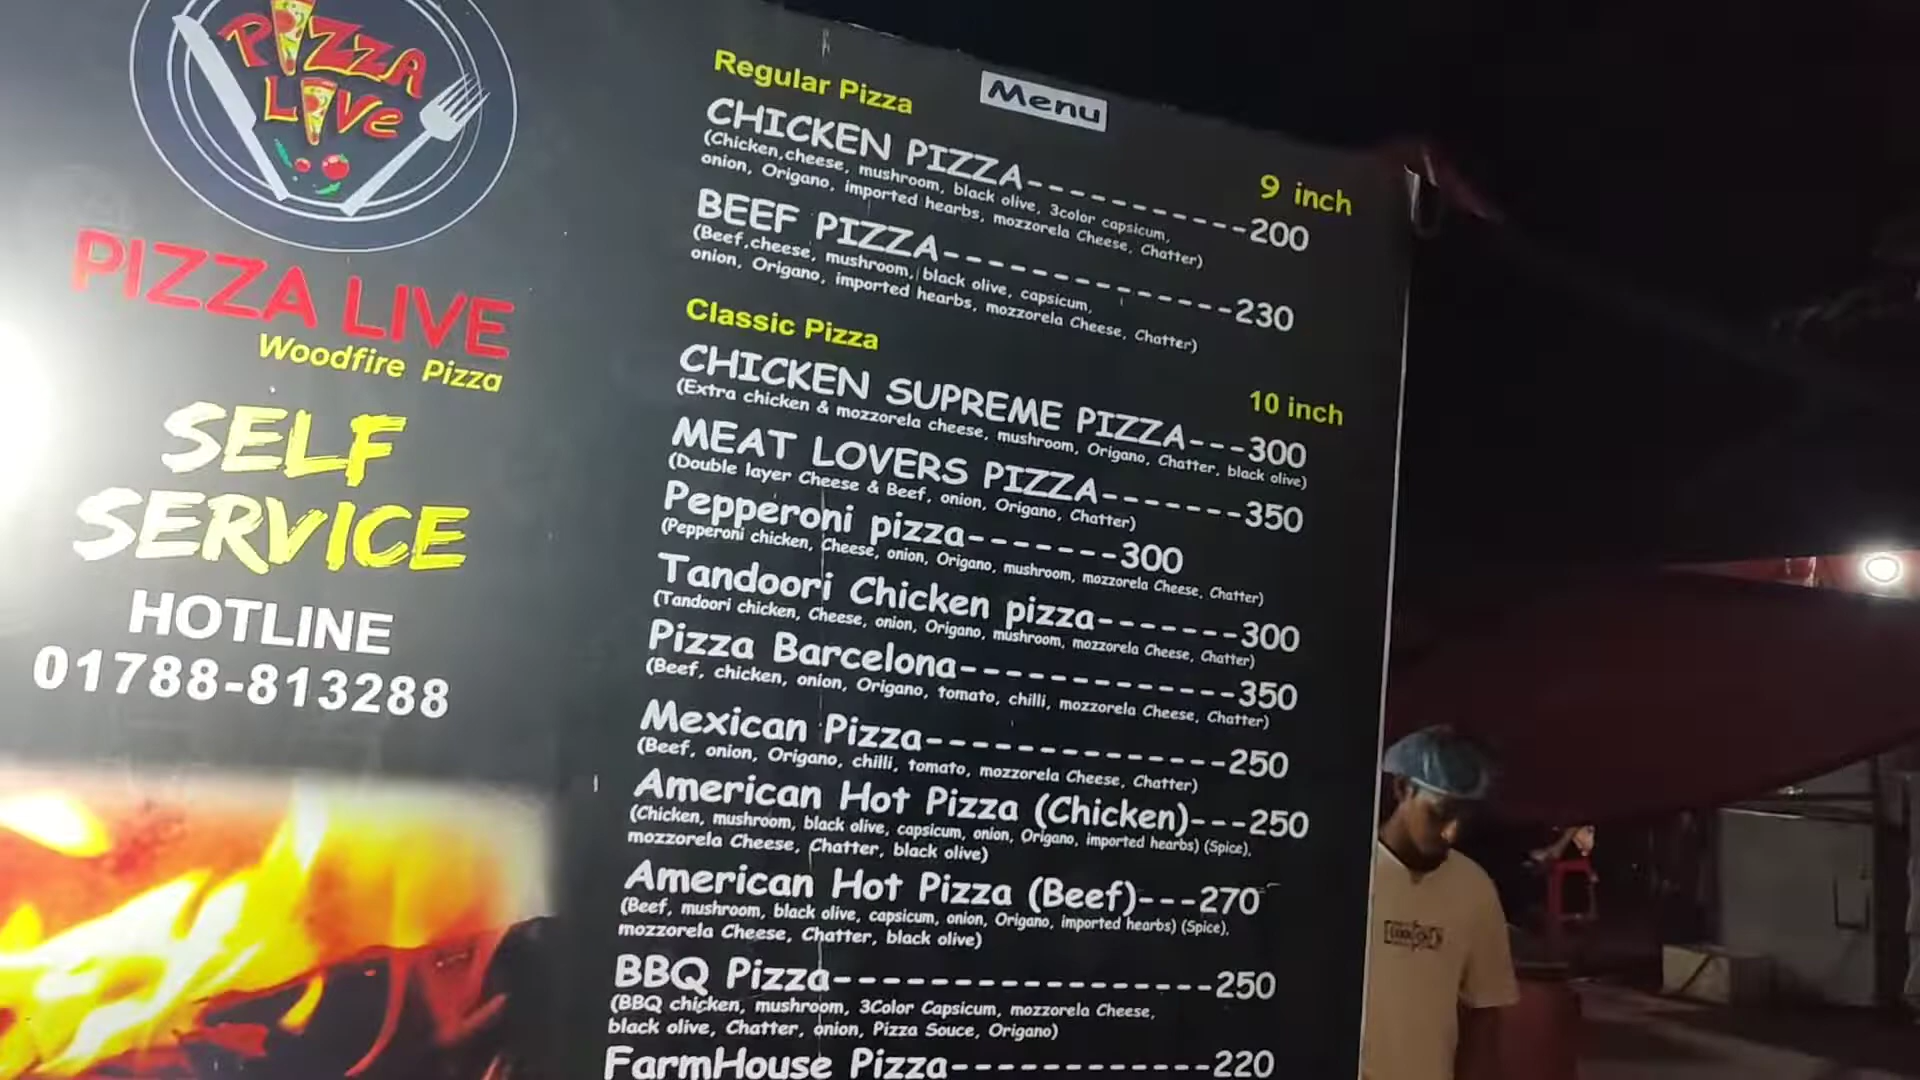 PIZZA
LIVe
PIZZA LIVE
Woodfire Pizza
SELF
SERVICE
HOTLINE
01788-813288
Menu
Regular Pizza
9 inch
CHICKEN PIZZA-----------200
(Chicken,cheese, mushroom, black olive, 3color capsicum,
onion, Origano, imported hearbs, mozzorela Cheese, Chatter)
BEEF PIZZA---------------230
(Beef,cheese, mushroom, black olive, capsicum,
onion, Origano, imported hearbs, mozzorela Cheese, Chatter)
Classic Pizza
10 inch
CHICKEN SUPREME PIZZA---300
(Extra chicken & mozzorela cheese, mushroom, Origano, Chatter, black olive)
MEAT LOVERS PIZZA-------350
(Double layer Cheese & Beef, onion, Origano, Chatter)
Pepperoni pizza-------300
(Pepperoni chicken, Cheese, onion, Origano, mushroom, mozzorela Cheese, Chatter)
Tandoori Chicken pizza-------300
(Tandoori chicken, Cheese, onion, Origano, mushroom, mozzorela Cheese, Chatter)
Pizza Barcelona-------------350
(Beef, chicken, onion, Origano, tomato, chilli, mozzorela Cheese, Chatter)
Mexican Pizza--------------250
(Beef, onion, Origano, chilli, tomato, mozzorela Cheese, Chatter)
American Hot Pizza (Chicken)---250
(Chicken, mushroom, black olive, capsicum, onion, Origano, imported hearbs) (Spice),
mozzorela Cheese, Chatter, black olive)
American Hot Pizza (Beef)---270
(Beef, mushroom, black olive, capsicum, onion, Origano, imported hearbs) (Spice),
mozzorela Cheese, Chatter, black olive)
BBQ Pizza------------------250
(BBQ chicken, mushroom, 3Color Capsicum, mozzorela Cheese,
black olive, Chatter, onion, Pizza Souce, Origano)
FarmHouse Pizza------------220